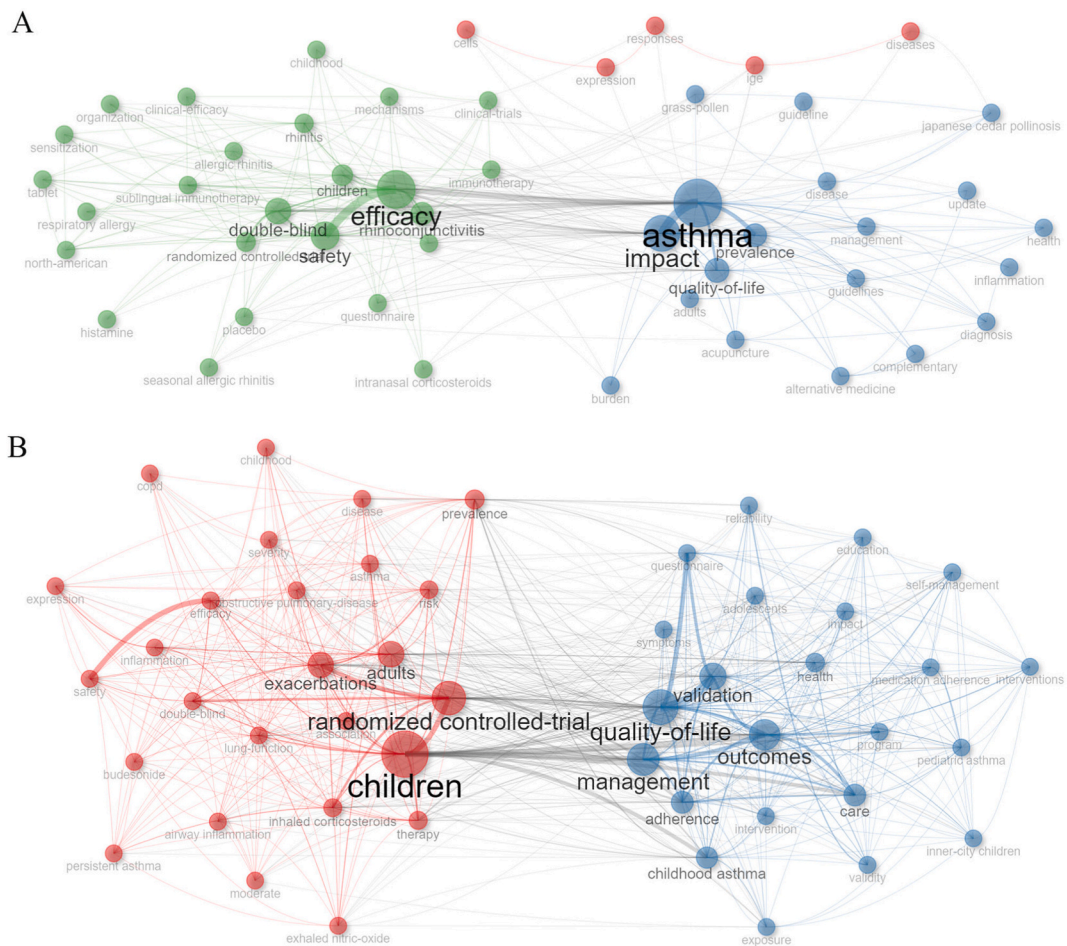 A
cells
responses
diseases
expression
ige
childhood
clinical-efficacy
mechanisms
clinical-trials
grass-pollen
guideline
organization
japanese cedar pollinosis
rhinitis
sensitization
allergic rhinitis
immunotherapy
children
disease
tablet
sublingual immunotherapy
update
efficacy
respiratory allergy
double-blind
rhinoconjunctivitis
asthma
management
health
north-american
randomized controlled
safety
impact
prevalence
inflammation
quality-of-life
guidelines
adults
histamine
placebo
questionnaire
diagnosis
acupuncture
complementary
seasonal allergic rhinitis
intranasal corticosteroids
burden
alternative medicine
B
childhood
copd
disease
prevalence
reliability
severity
education
questionnaire
asthma
expression
efficacy
obstructive pulmonary-disease
risk
adolescents
self-management
impact
symptoms
inflammation
adults
safety
exacerbations
health
medication adherence
interventions
validation
double-blind
randomized controlled-trial
association
quality-of-life
lung-function
outcomes
program
pediatric asthma
budesonide
children
management
inhaled corticosteroids
therapy
adherence
care
airway inflammation
intervention
persistent asthma
childhood asthma
inner-city children
validity
moderate
exhaled nitric-oxide
exposure